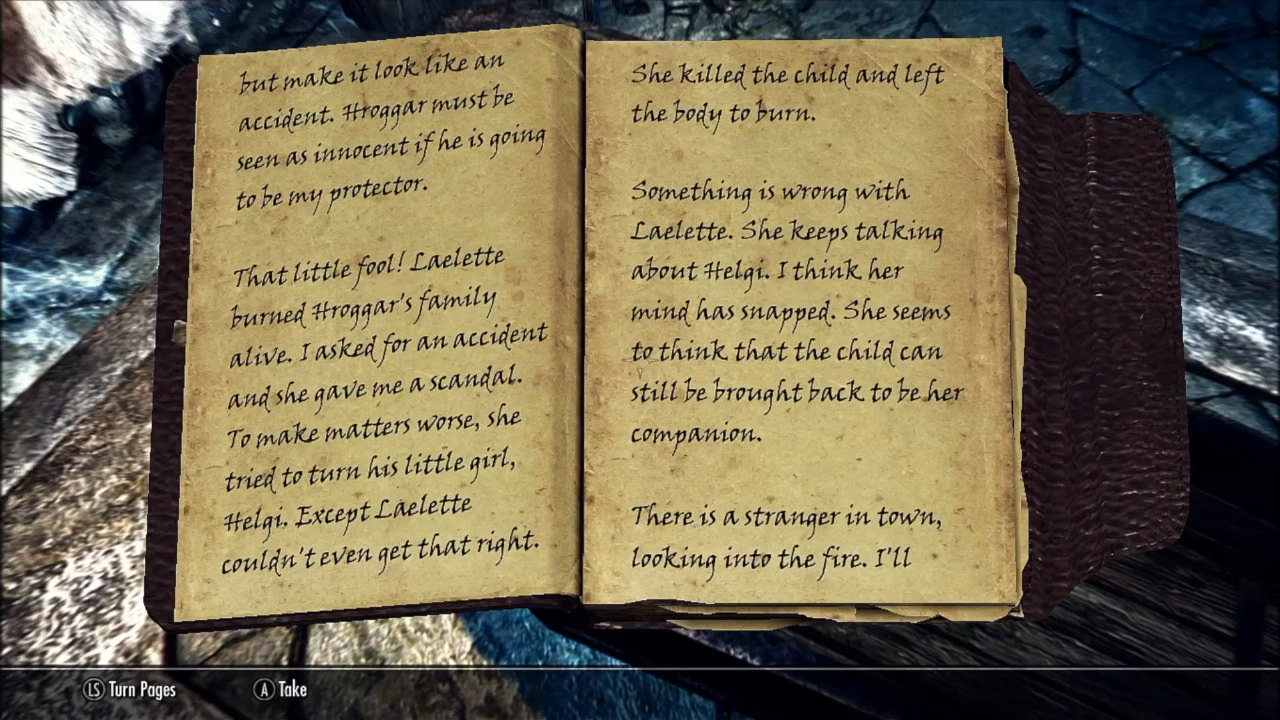 but make it look like an
accident. Hroggar must be
seen as innocent if he is going
to be my protector.
That little fool! Laelette
burned Hroggar's family
alive. I asked for an accident
and she gave me a scandal.
To make matters worse, she
tried to turn his little girl,
Helgi. Except Laelette
couldn't even get that right.
She killed the child and left
the body to burn.
Something is wrong with
Laelette. She keeps talking
about Helgi. I think her
mind has snapped. She seems
to think that the child can
still be brought back to be her
companion.
There is a stranger in town,
looking into the fire. I'll
LS Turn Pages
A Take